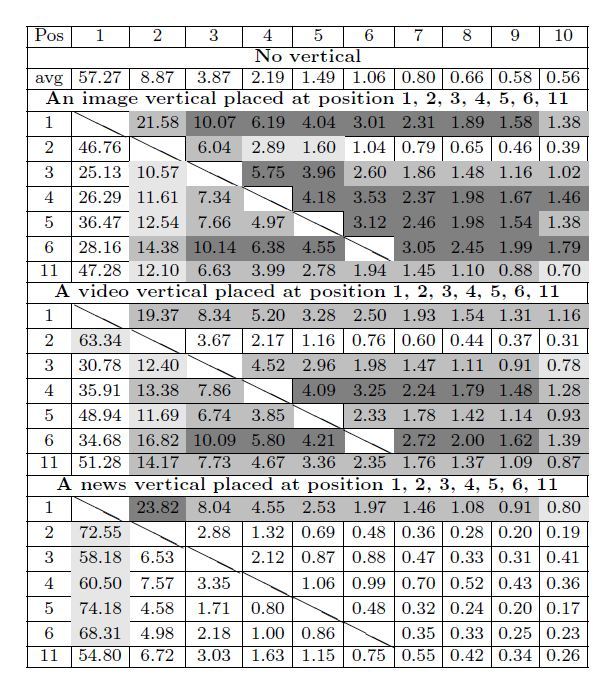 Pos 1 2 3 4 5 6 7 8 9 10
No vertical
avg 57.27 8.87 3.87 2.19 1.49 1.06 0.80 0.66 0.58 0.56
An image vertical placed at position 1, 2, 3, 4, 5, 6, 11
1 21.58 10.07 6.19 4.04 3.01 2.31 1.89 1.58 1.38
2 46.76 6.04 2.89 1.60 1.04 0.79 0.65 0.46 0.39
3 25.13 10.57 5.75 3.96 2.60 1.86 1.48 1.16 1.02
4 26.29 11.61 7.34 4.18 3.53 2.37 1.98 1.67 1.46
5 36.47 12.54 7.66 4.97 3.12 2.46 1.98 1.54 1.38
6 28.16 14.38 10.14 6.38 4.55 3.05 2.45 1.99 1.79
11 47.28 12.10 6.63 3.99 2.78 1.94 1.45 1.10 0.88 0.70
A video vertical placed at position 1, 2, 3, 4, 5, 6, 11
1 19.37 8.34 5.20 3.28 2.50 1.93 1.54 1.31 1.16
2 63.34 3.67 2.17 1.16 0.76 0.60 0.44 0.37 0.31
3 30.78 12.40 4.52 2.96 1.98 1.47 1.11 0.91 0.78
4 35.91 13.38 7.86 4.09 3.25 2.24 1.79 1.48 1.28
5 48.94 11.69 6.74 3.85 2.33 1.78 1.42 1.14 0.93
6 34.68 16.82 10.09 5.80 4.21 2.72 2.00 1.62 1.39
11 51.28 14.17 7.73 4.67 3.36 2.35 1.76 1.37 1.09 0.87
A news vertical placed at position 1, 2, 3, 4, 5, 6, 11
1 23.82 8.04 4.55 2.53 1.97 1.46 1.08 0.91 0.80
2 72.55 2.88 1.32 0.69 0.48 0.36 0.28 0.20 0.19
3 58.18 6.53 2.12 0.87 0.88 0.47 0.33 0.31 0.41
4 60.50 7.57 3.35 1.06 0.99 0.70 0.52 0.43 0.36
5 74.18 4.58 1.71 0.80 0.48 0.32 0.24 0.20 0.17
6 68.31 4.98 2.18 1.00 0.86 0.35 0.33 0.25 0.23
11 54.80 6.72 3.03 1.63 1.15 0.75 0.55 0.42 0.34 0.26